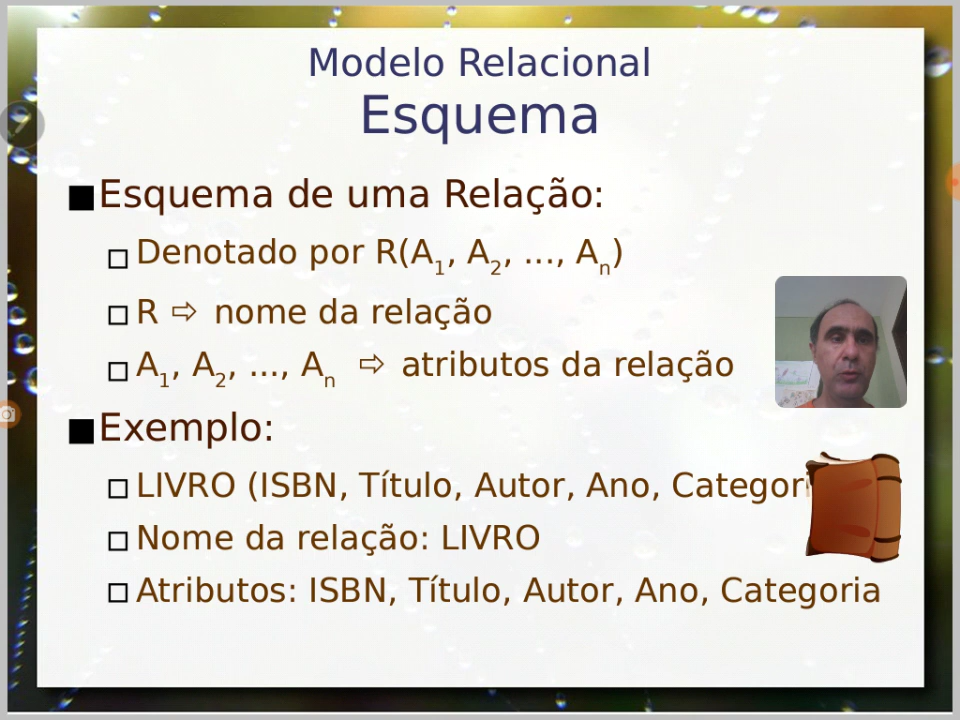 Modelo Relacional
Esquema
Esquema de uma Relação:
Denotado por R(A1, A2, ..., An)
R ⇨ nome da relação
A1, A2, ..., An ⇨ atributos da relação
Exemplo:
LIVRO (ISBN, Título, Autor, Ano, Categori
Nome da relação: LIVRO
Atributos: ISBN, Título, Autor, Ano, Categoria